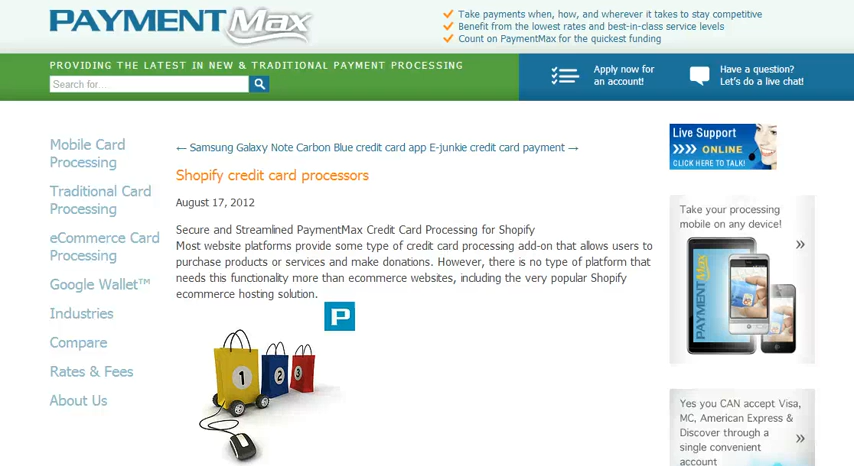 PAYMENTMax
Take payments when, how, and wherever it takes to stay competitive
Benefit from the lowest rates and best-in-class service levels
Count on PaymentMax for the quickest funding
PROVIDING THE LATEST IN NEW & TRADITIONAL PAYMENT PROCESSING
Search for...
Apply now for
an account!
Have a question?
Let's do a live chat!
Mobile Card
Processing
Traditional Card
Processing
eCommerce Card
Processing
Google Wallet™
Industries
Compare
Rates & Fees
About Us
← Samsung Galaxy Note Carbon Blue credit card app E-junkie credit card payment →
Shopify credit card processors
August 17, 2012
Secure and Streamlined PaymentMax Credit Card Processing for Shopify
Most website platforms provide some type of credit card processing add-on that allows users to
purchase products or services and make donations. However, there is no type of platform that
needs this functionality more than ecommerce websites, including the very popular Shopify
ecommerce hosting solution.
P
1
2
3
Live Support
ONLINE
CLICK HERE TO TALK!
Take your processing
mobile on any device!
»
PAYMENTMax
Yes you CAN accept Visa,
MC, American Express &
Discover through a
single convenient
account
»